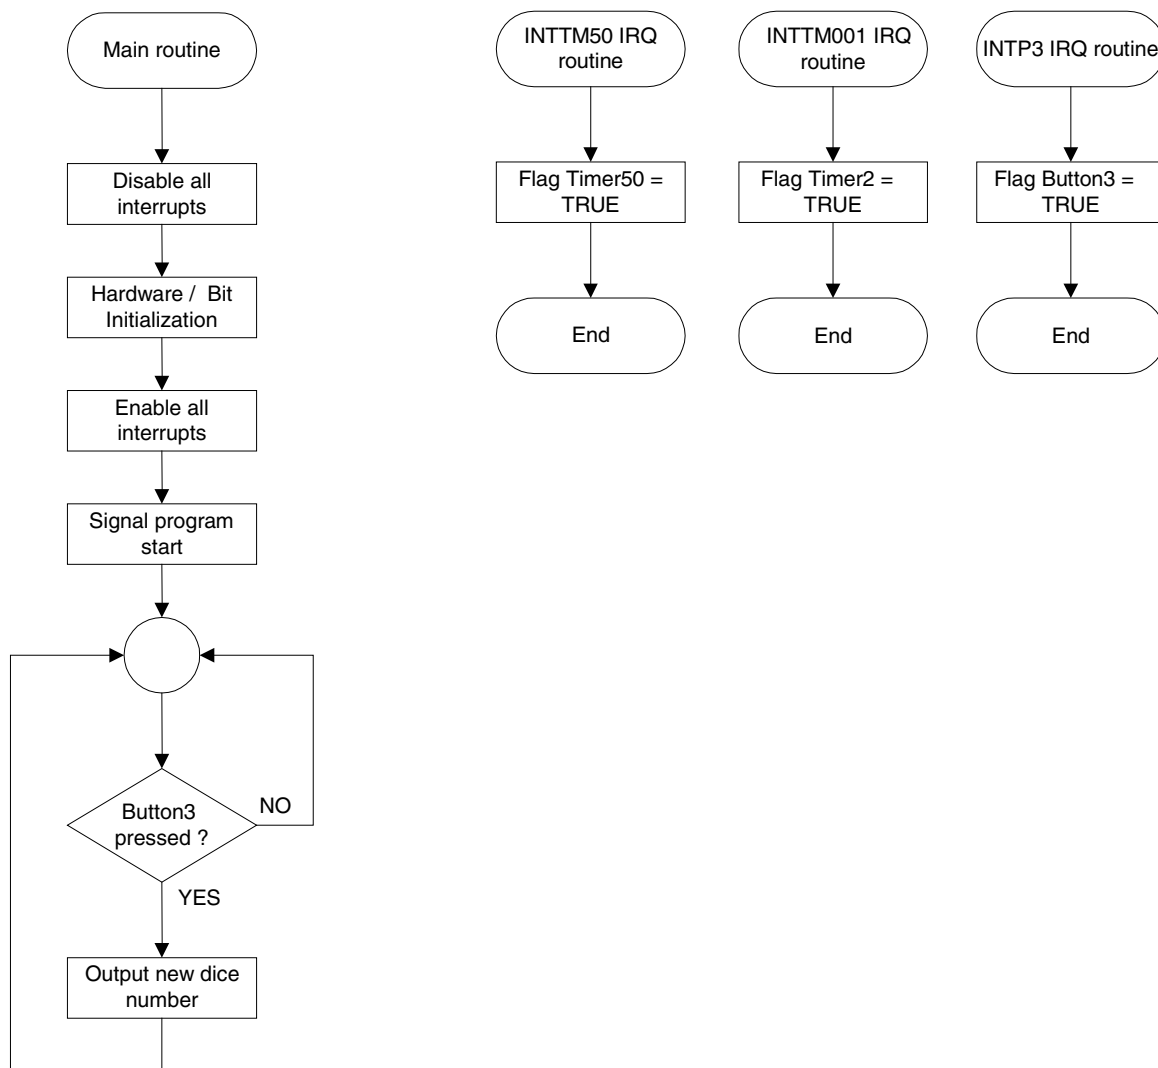 Main routine
Disable all
interrupts
Hardware / Bit
Initialization
Enable all
interrupts
Signal program
start
Button3
pressed ?
NO
YES
Output new dice
number
INTTM50 IRQ
routine
Flag Timer50 =
TRUE
End
INTTM001 IRQ
routine
Flag Timer2 =
TRUE
End
INTP3 IRQ routine
Flag Button3 =
TRUE
End